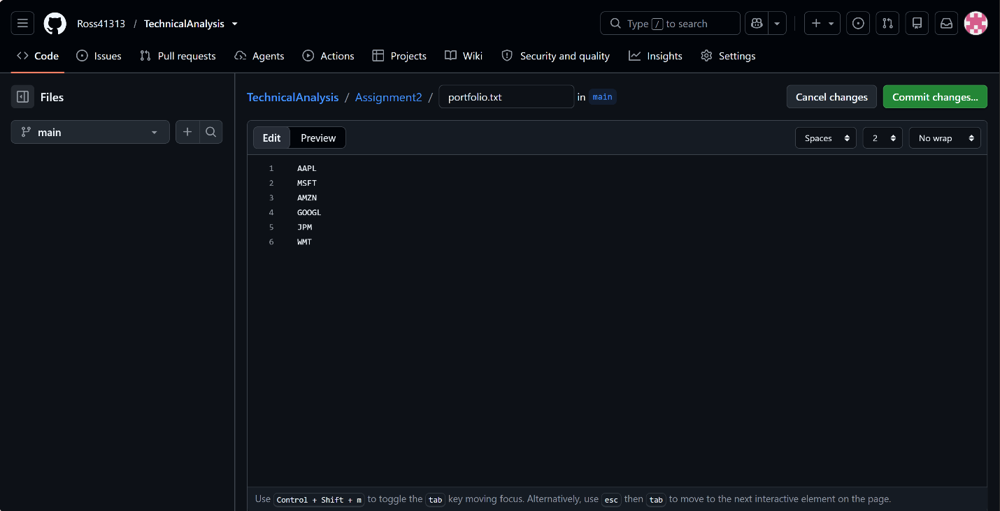 Ross41313 / TechnicalAnalysis Type / to search
Code Issues Pull requests Agents Actions Projects Wiki Security and quality Insights Settings
Files
TechnicalAnalysis / Assignment2 / portfolio.txt in main Cancel changes Commit changes...
main
Edit Preview Spaces 2 No wrap
1 AAPL
2 MSFT
3 AMZN
4 GOOGL
5 JPM
6 WMT
Use Control + Shift + m to toggle the tab key moving focus. Alternatively, use esc then tab to move to the next interactive element on the page.